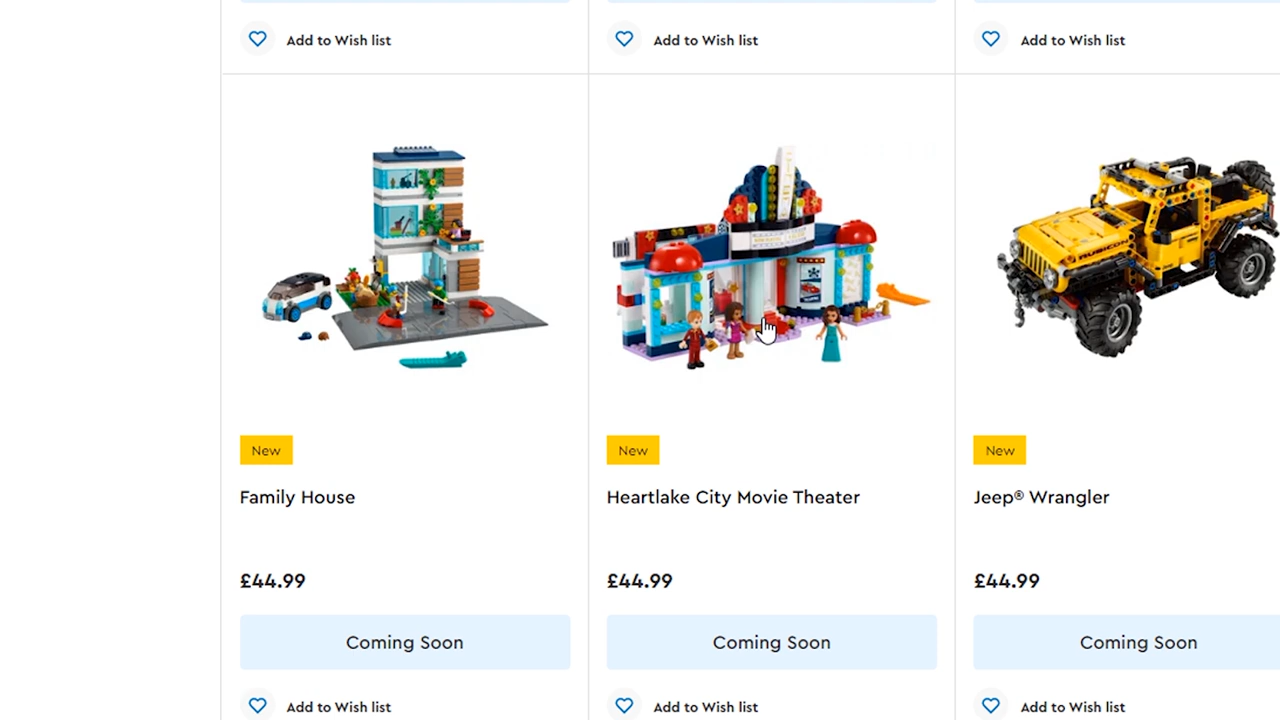 Add to Wish list
Add to Wish list
Add to Wish list
RUBICON
New
New
New
Family House
Heartlake City Movie Theater
Jeep® Wrangler
£44.99
£44.99
£44.99
Coming Soon
Coming Soon
Coming Soon
Add to Wish list
Add to Wish list
Add to Wish list